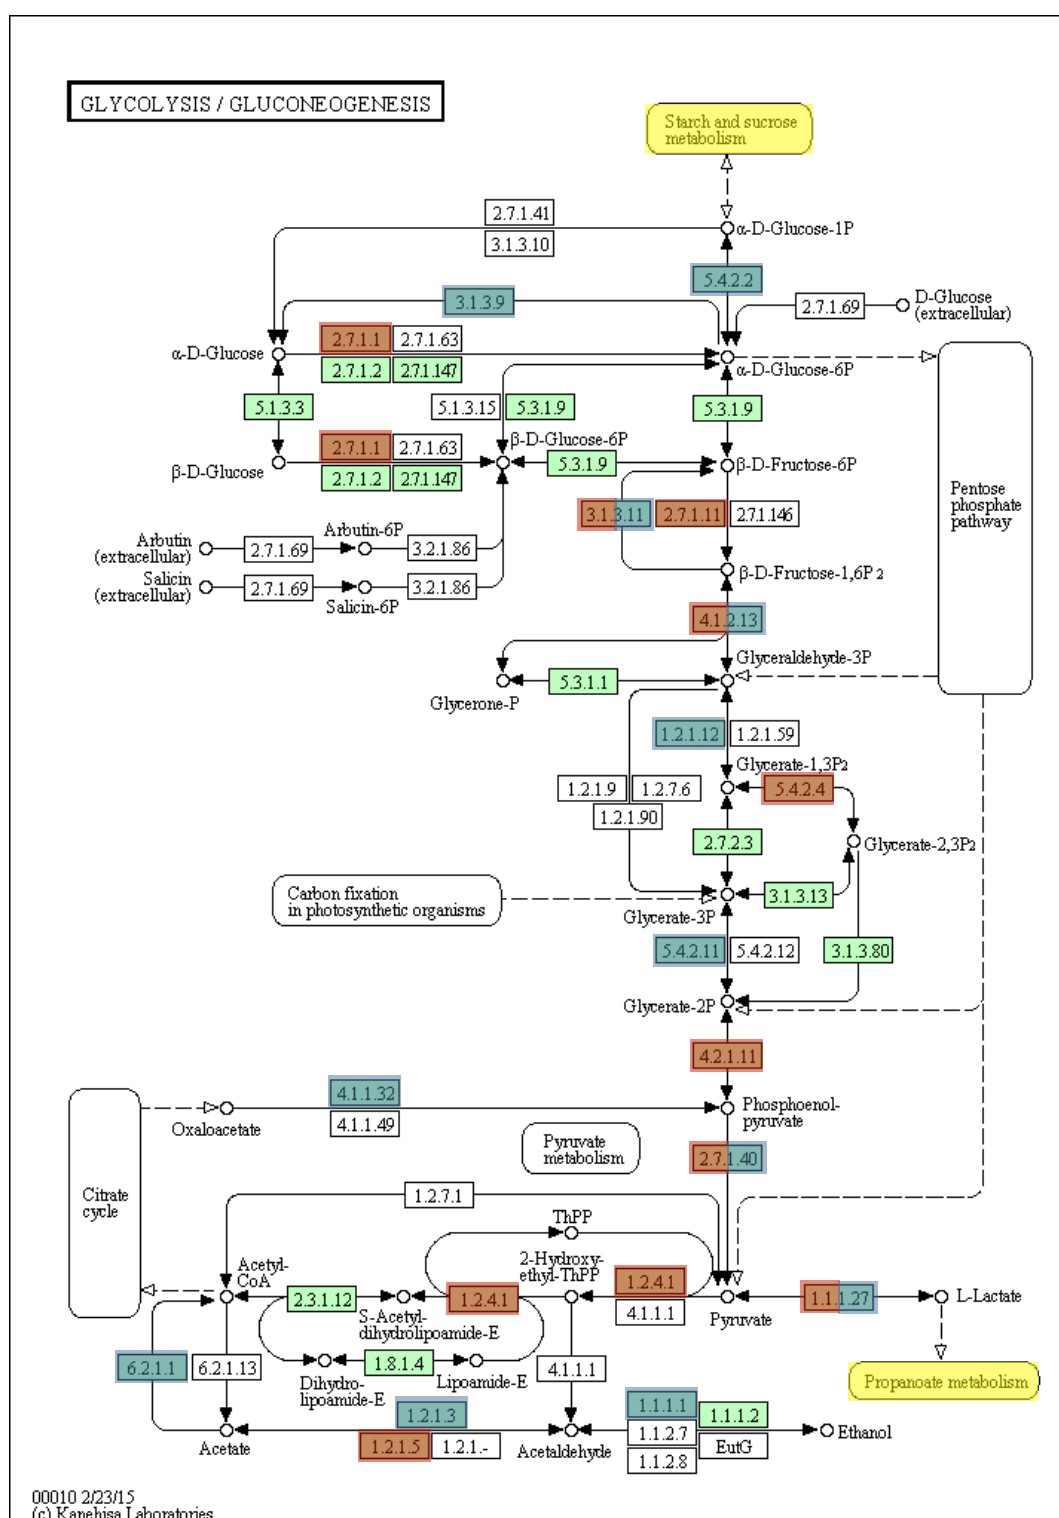 GLYCOLYSIS / GLUCONEOGENESIS
Starch and sucrose
metabolism
2.7.1.41
3.1.3.10
α-D-Glucose-1P
5.4.2.2
3.1.3.9
2.7.1.69
D-Glucose
(extracellular)
2.7.1.1
2.7.1.63
α-D-Glucose
2.7.1.2
2.7.1.147
α-D-Glucose-6P
5.1.3.3
5.1.3.15
5.3.1.9
5.3.1.9
2.7.1.1
2.7.1.63
β-D-Glucose-6P
β-D-Glucose
5.3.1.9
β-D-Fructose-6P
2.7.1.2
2.7.1.147
Pentose
phosphate
pathway
3.1.3.11
2.7.1.11
2.7.1.146
Arbutin
(extracellular)
2.7.1.69
Arbutin-6P
3.2.1.86
Salicin
(extracellular)
2.7.1.69
Salicin-6P
3.2.1.86
β-D-Fructose-1,6P2
4.1.2.13
Glyceraldehyde-3P
5.3.1.1
Glycerone-P
1.2.1.12
1.2.1.59
Glycerate-1,3P2
1.2.1.9
1.2.7.6
5.4.2.4
1.2.1.90
2.7.2.3
Glycerate-2,3P2
Carbon fixation
in photosynthetic organisms
3.1.3.13
Glycerate-3P
5.4.2.11
5.4.2.12
3.1.3.80
Glycerate-2P
4.2.1.11
4.1.1.32
Oxaloacetate
4.1.1.49
Phosphoenol-
pyruvate
Pyruvate
metabolism
2.7.1.40
Citrate
cycle
1.2.7.1
ThPP
2-Hydroxy-
ethyl-ThPP
Acetyl-
CoA
2.3.1.12
S-Acetyl-
dihydrolipoamide-E
1.2.4.1
1.2.4.1
4.1.1.1
Pyruvate
1.1.1.27
L-Lactate
6.2.1.1
6.2.1.13
1.8.1.4
Dihydro-
lipoamide-E
Lipoamide-E
4.1.1.1
Propanoate metabolism
1.2.1.3
1.1.1.1
1.1.1.2
Acetate
1.2.1.5
1.2.1.-
Acetaldehyde
1.1.2.7
EutG
Ethanol
1.1.2.8
00010 2/23/15
(c) Kanehisa Laboratories